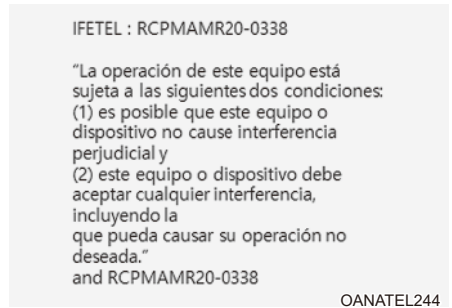 IFETEL : RCPMAMR20-0338
“La operación de este equipo está
sujeta a las siguientes dos condiciones:
(1) es posible que este equipo o
dispositivo no cause interferencia
perjudicial y
(2) este equipo o dispositivo debe
aceptar cualquier interferencia,
incluyendo la
que pueda causar su operación no
deseada.”
and RCPMAMR20-0338
OANATEL244